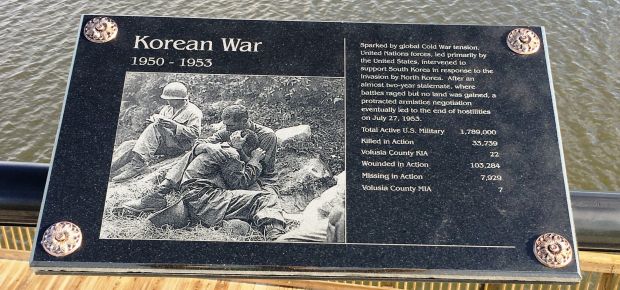 Korean War
1950 - 1953
Sparked by global Cold War tension,
United Nations forces, led primarily by
the United States, intervened to
support South Korea in response to the
invasion by North Korea. After an
almost two-year stalemate, where
battles raged but no land was gained, a
protracted armistice negotiation
eventually led to the end of hostilities
on July 27, 1953.
Total Active U.S. Military 1,789,000
Killed in Action 33,739
Volusia County KIA 22
Wounded in Action 103,284
Missing in Action 7,929
Volusia County MIA 7